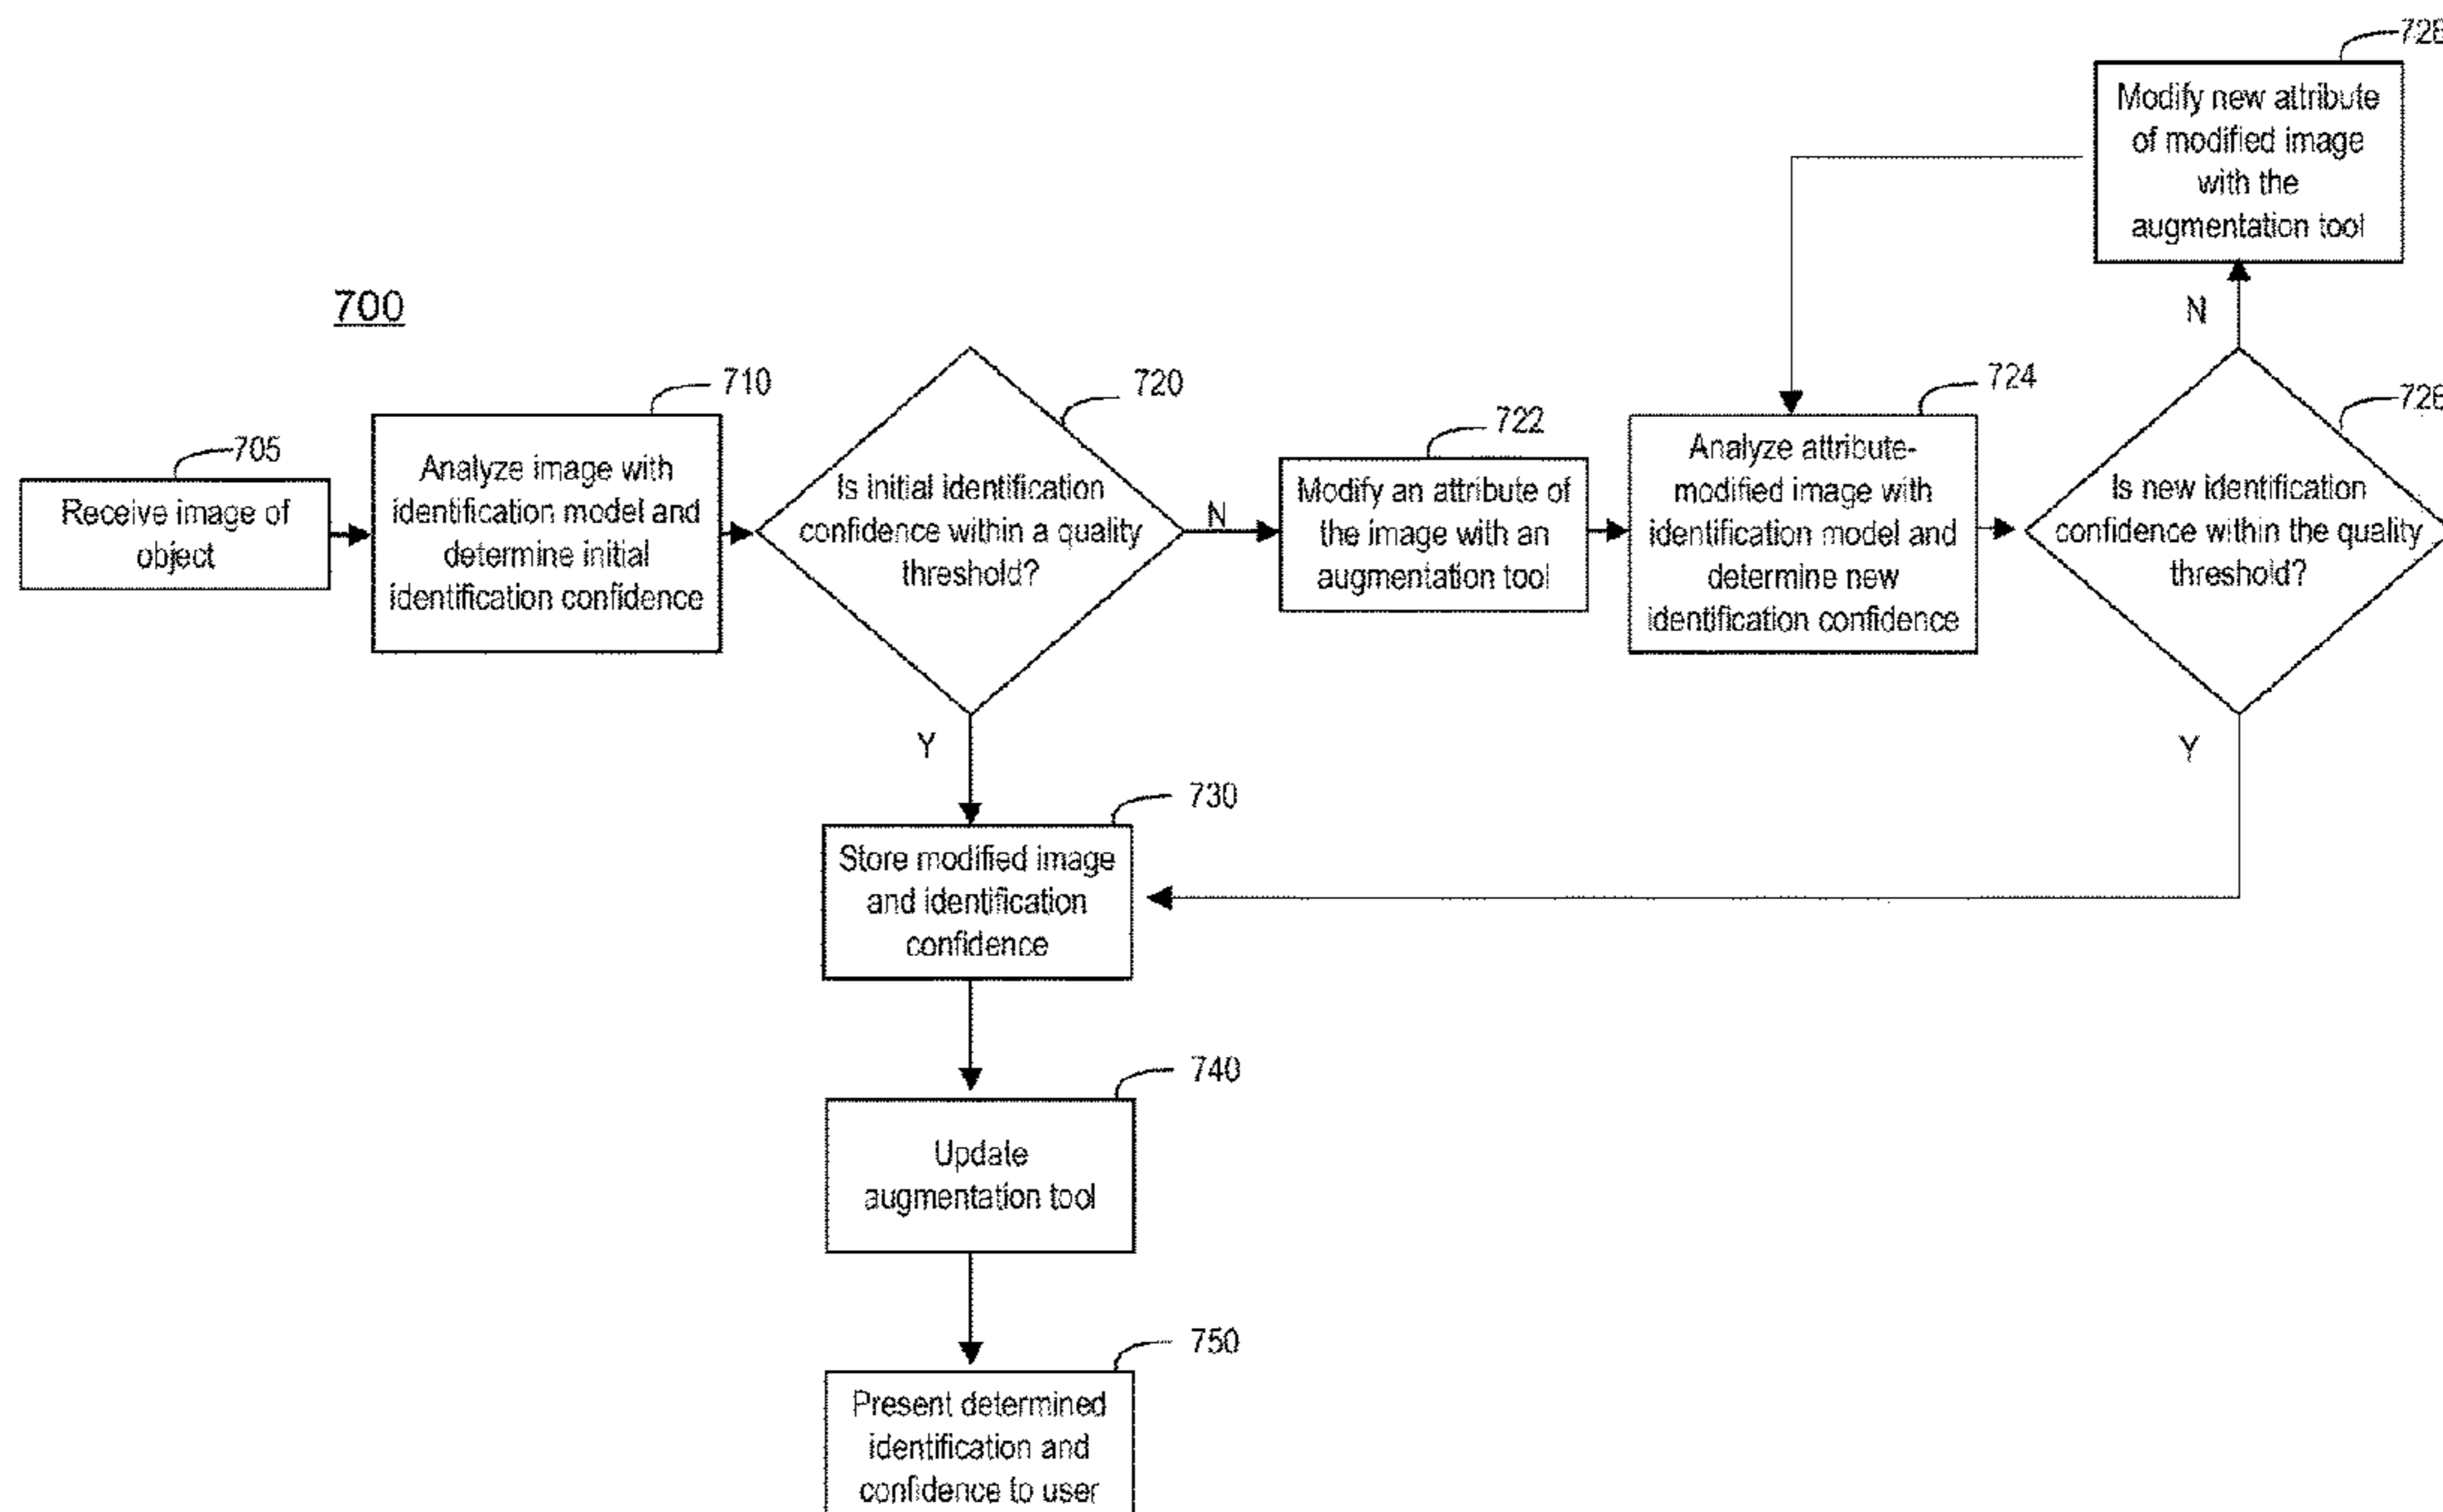 700
705
Receive image of
object
710
Analyze image with
identification model and
determine initial
identification confidence
720
Is initial identification
confidence within a quality
threshold?
N
Y
722
Modify an attribute of
the image with an
augmentation tool
724
Analyze attribute-
modified image with
identification model and
determine new
identification confidence
726
Is new identification
confidence within the quality
threshold?
N
Y
728
Modify new attribute
of modified image
with the
augmentation tool
730
Store modified image
and identification
confidence
740
Update
augmentation tool
750
Present determined
identification and
confidence to user